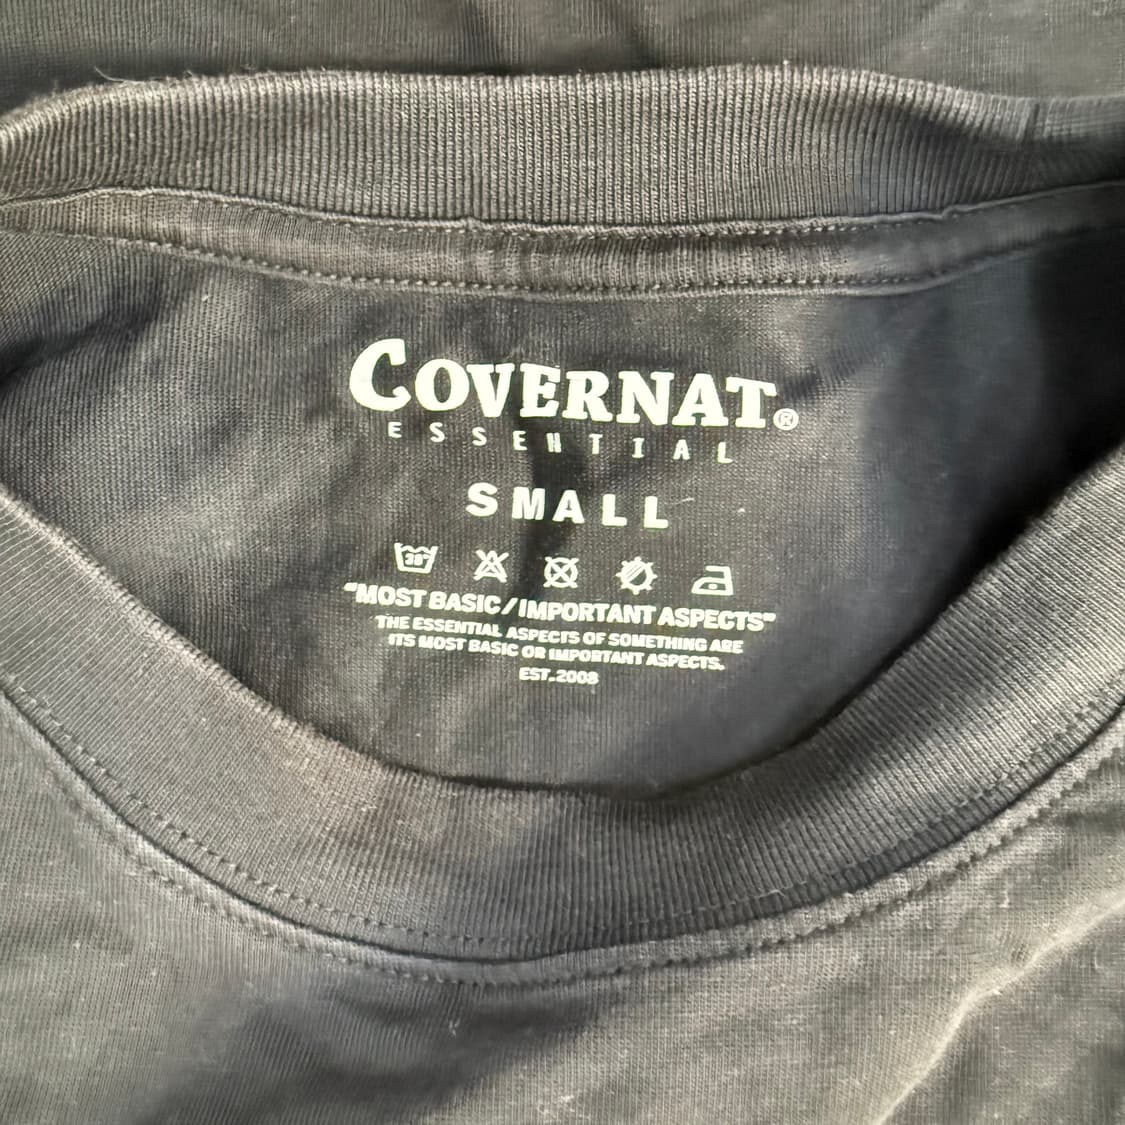 COVERNAT®
ESSENTIAL
SMALL
30°
"MOST BASIC/IMPORTANT ASPECTS"
THE ESSENTIAL ASPECTS OF SOMETHING ARE
ITS MOST BASIC OR IMPORTANT ASPECTS.
EST.2008